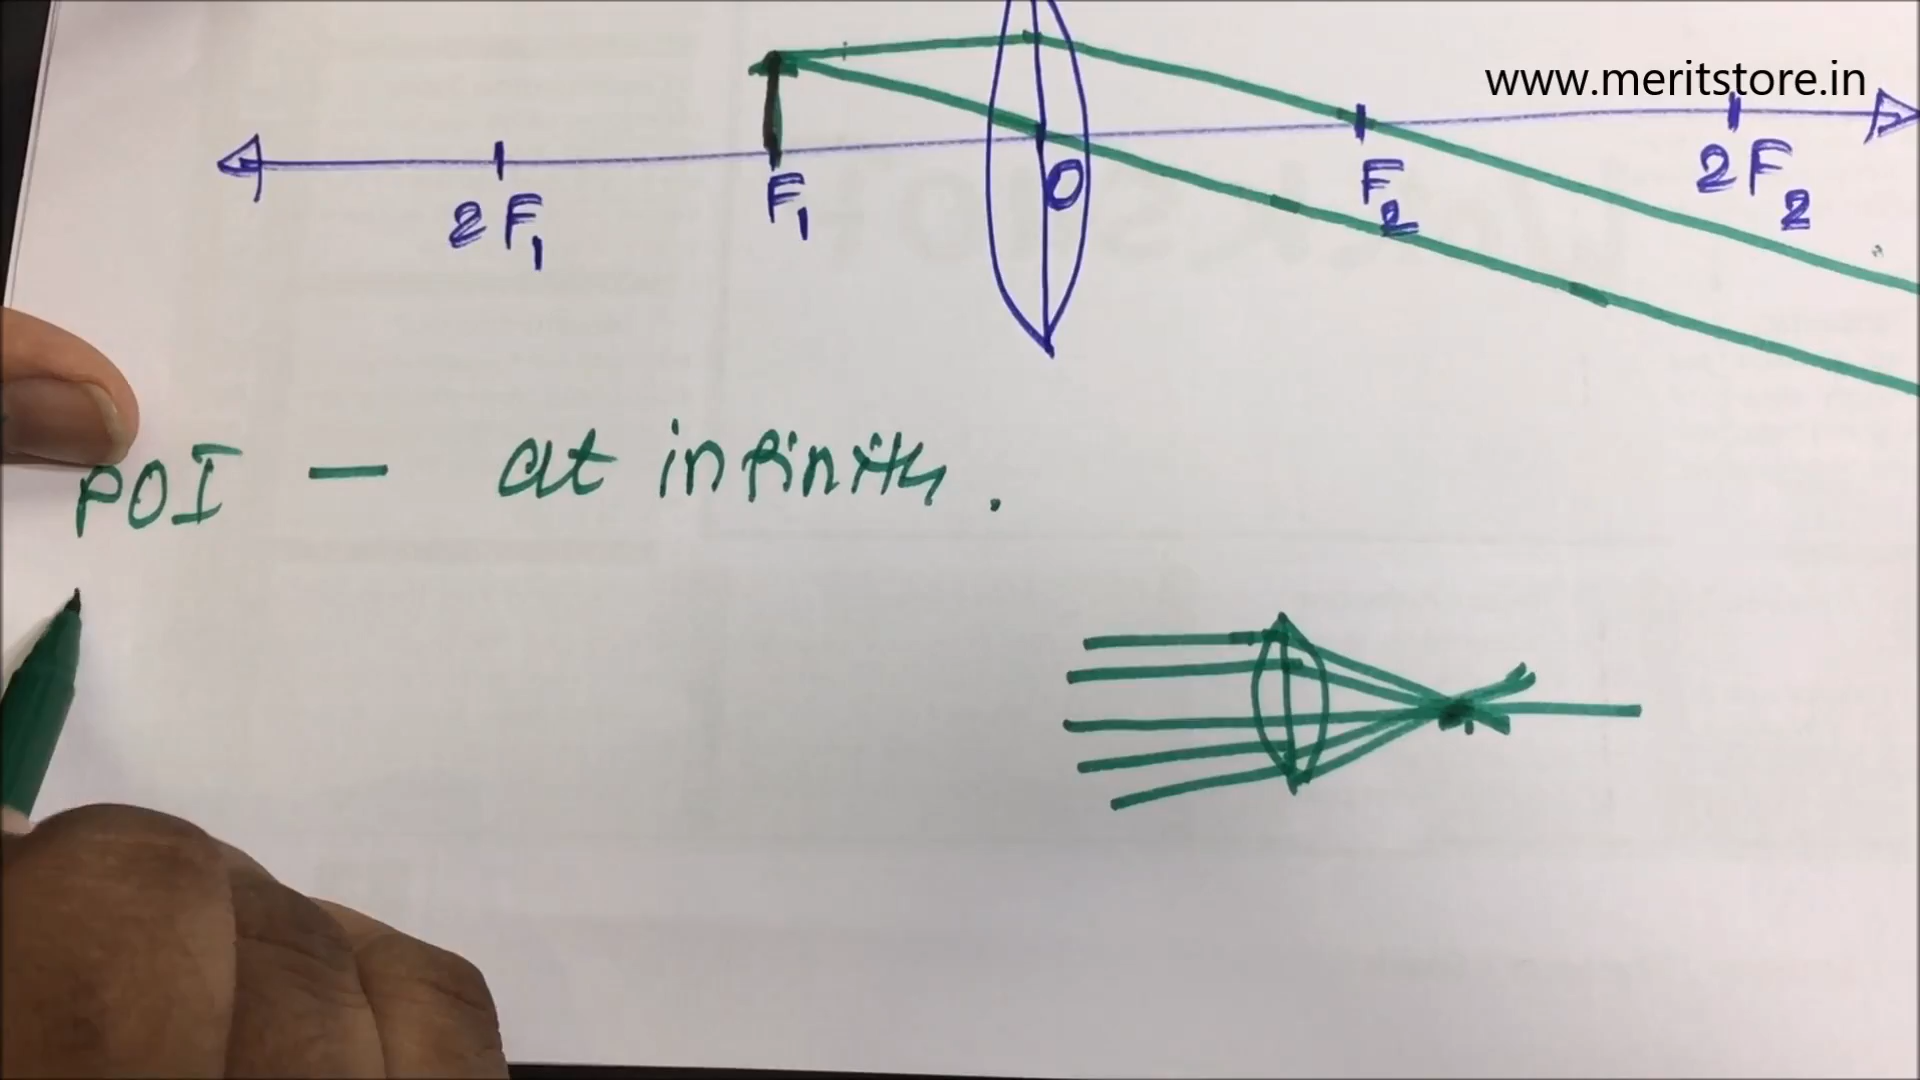 www.meritstore.in
2F1 F1 O F2 2F2
POI — at infinity.